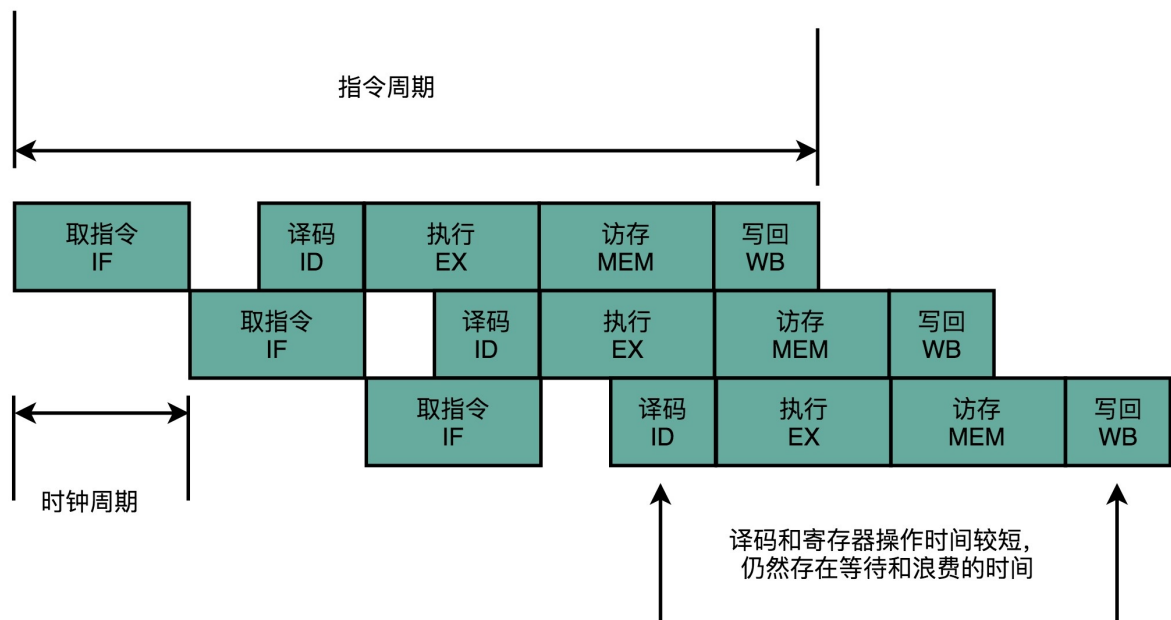 指令周期
取指令
IF
译码
ID
执行
EX
访存
MEM
写回
WB
取指令
IF
译码
ID
执行
EX
访存
MEM
写回
WB
取指令
IF
译码
ID
执行
EX
访存
MEM
写回
WB
时钟周期
译码和寄存器操作时间较短,
仍然存在等待和浪费的时间